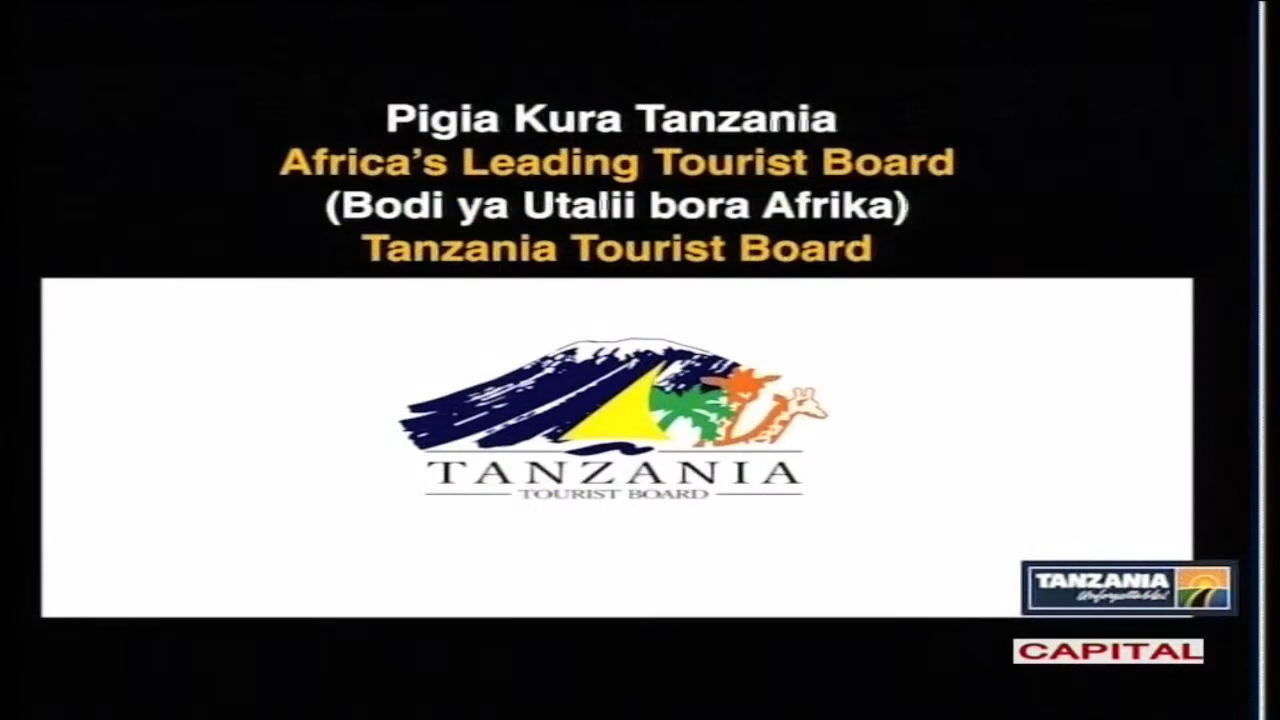 Pigia Kura Tanzania
Africa's Leading Tourist Board
(Bodi ya Utalii bora Afrika)
Tanzania Tourist Board
TANZANIA
TOURIST BOARD
TANZANIA
Unforgettable!
CAPITAL